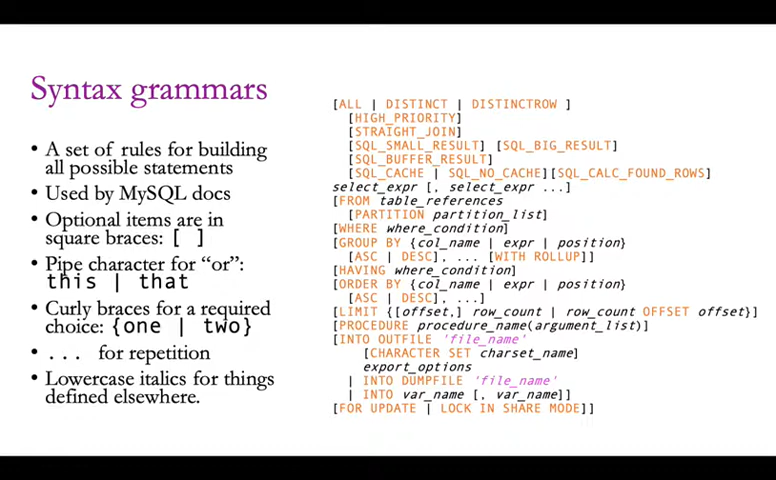 Syntax grammars
• A set of rules for building
all possible statements
• Used by MySQL docs
• Optional items are in
square braces: [ ]
• Pipe character for “or”:
this | that
• Curly braces for a required
choice: {one | two}
• ... for repetition
• Lowercase italics for things
defined elsewhere.
[ALL | DISTINCT | DISTINCTROW ]
[HIGH_PRIORITY]
[STRAIGHT_JOIN]
[SQL_SMALL_RESULT] [SQL_BIG_RESULT]
[SQL_BUFFER_RESULT]
[SQL_CACHE | SQL_NO_CACHE][SQL_CALC_FOUND_ROWS]
select_expr [, select_expr ...]
[FROM table_references
[PARTITION partition_list]
[WHERE where_condition]
[GROUP BY {col_name | expr | position}
[ASC | DESC], ... [WITH ROLLUP]]
[HAVING where_condition]
[ORDER BY {col_name | expr | position}
[ASC | DESC], ...]
[LIMIT {[offset,] row_count | row_count OFFSET offset}]
[PROCEDURE procedure_name(argument_list)]
[INTO OUTFILE 'file_name'
[CHARACTER SET charset_name]
export_options
| INTO DUMPFILE 'file_name'
| INTO var_name [, var_name]]
[FOR UPDATE | LOCK IN SHARE MODE]]